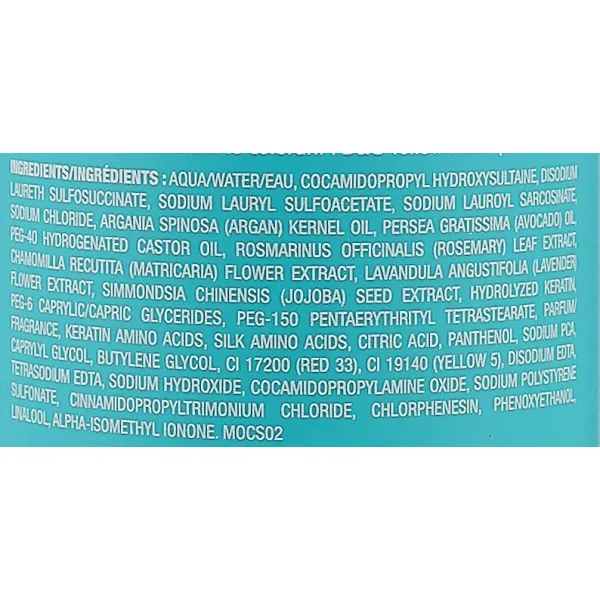 INGREDIENTS/INGRÉDIENTS : AQUA/WATER/EAU, COCAMIDOPROPYL HYDROXYSULTAINE, DISODIUM
LAURETH SULFOSUCCINATE, SODIUM LAURYL SULFOACETATE, SODIUM LAUROYL SARCOSINATE,
SODIUM CHLORIDE, ARGANIA SPINOSA (ARGAN) KERNEL OIL, PERSEA GRATISSIMA (AVOCADO) OIL,
PEG-40 HYDROGENATED CASTOR OIL, ROSMARINUS OFFICINALIS (ROSEMARY) LEAF EXTRACT,
CHAMOMILLA RECUTITA (MATRICARIA) FLOWER EXTRACT, LAVANDULA ANGUSTIFOLIA (LAVENDER)
FLOWER EXTRACT, SIMMONDSIA CHINENSIS (JOJOBA) SEED EXTRACT, HYDROLYZED KERATIN,
PEG-6 CAPRYLIC/CAPRIC GLYCERIDES, PEG-150 PENTAERYTHRITYL TETRASTEARATE, PARFUM/
FRAGRANCE, KERATIN AMINO ACIDS, SILK AMINO ACIDS, CITRIC ACID, PANTHENOL, SODIUM PCA,
CAPRYLYL GLYCOL, BUTYLENE GLYCOL, CI 17200 (RED 33), CI 19140 (YELLOW 5), DISODIUM EDTA,
TETRASODIUM EDTA, SODIUM HYDROXIDE, COCAMIDOPROPYLAMINE OXIDE, SODIUM POLYSTYRENE
SULFONATE, CINNAMIDOPROPYLTRIMONIUM CHLORIDE, CHLORPHENESIN, PHENOXYETHANOL,
LINALOOL, ALPHA-ISOMETHYL IONONE. MOCS02